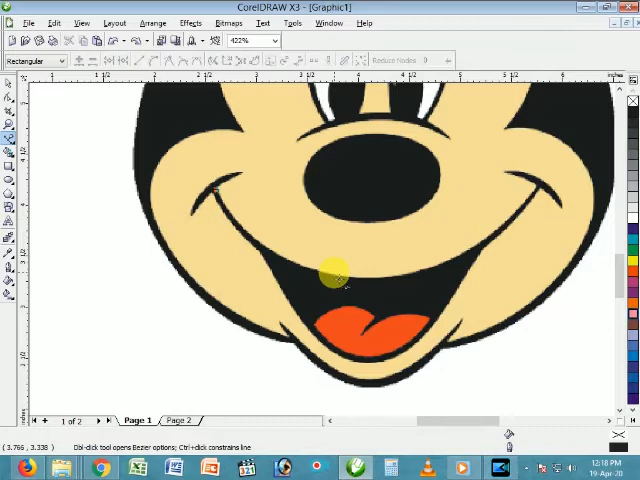 CorelDRAW X3 - [Graphic1]
File Edit View Layout Arrange Effects Bitmaps Text Tools Window Help
422%
Rectangular Reduce Nodes 0
inches
1 of 2 Page 1 Page 2
(3.766, 3.338) Dbl-click tool opens Bezier options; Ctrl+click constrains line
321
12:18 PM
19-Apr-20